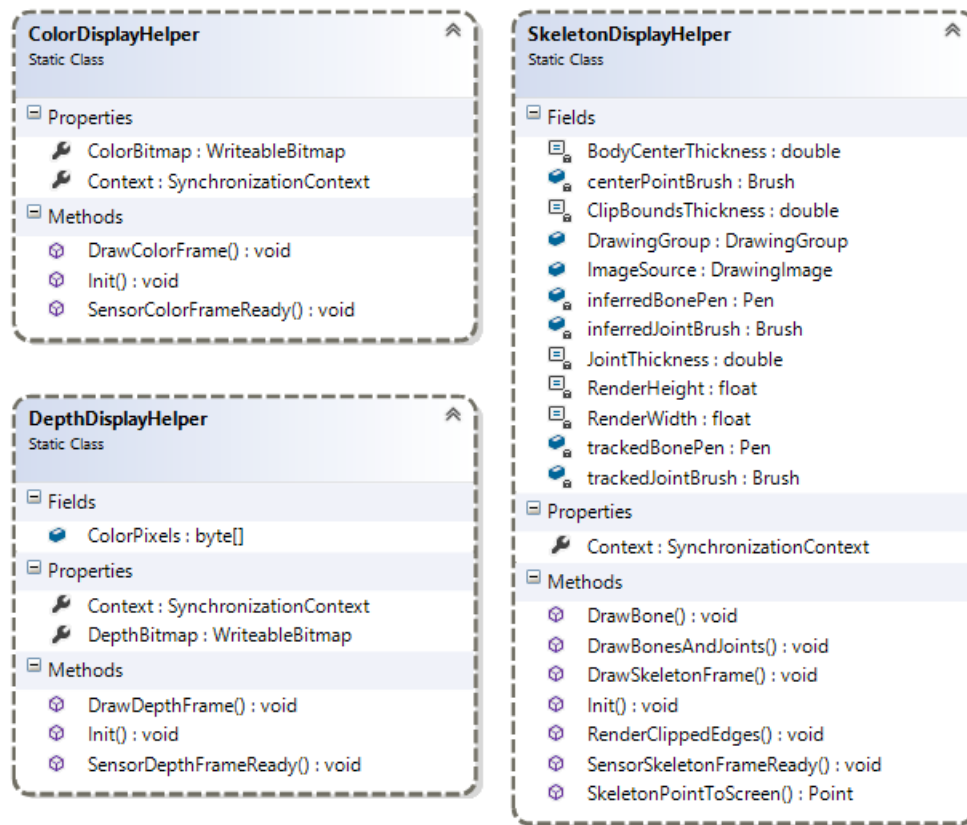 ColorDisplayHelper
Static Class
Properties
ColorBitmap : WriteableBitmap
Context : SynchronizationContext
Methods
DrawColorFrame() : void
Init() : void
SensorColorFrameReady() : void
DepthDisplayHelper
Static Class
Fields
ColorPixels : byte[]
Properties
Context : SynchronizationContext
DepthBitmap : WriteableBitmap
Methods
DrawDepthFrame() : void
Init() : void
SensorDepthFrameReady() : void
SkeletonDisplayHelper
Static Class
Fields
BodyCenterThickness : double
centerPointBrush : Brush
ClipBoundsThickness : double
DrawingGroup : DrawingGroup
ImageSource : DrawingImage
inferredBonePen : Pen
inferredJointBrush : Brush
JointThickness : double
RenderHeight : float
RenderWidth : float
trackedBonePen : Pen
trackedJointBrush : Brush
Properties
Context : SynchronizationContext
Methods
DrawBone() : void
DrawBonesAndJoints() : void
DrawSkeletonFrame() : void
Init() : void
RenderClippedEdges() : void
SensorSkeletonFrameReady() : void
SkeletonPointToScreen() : Point